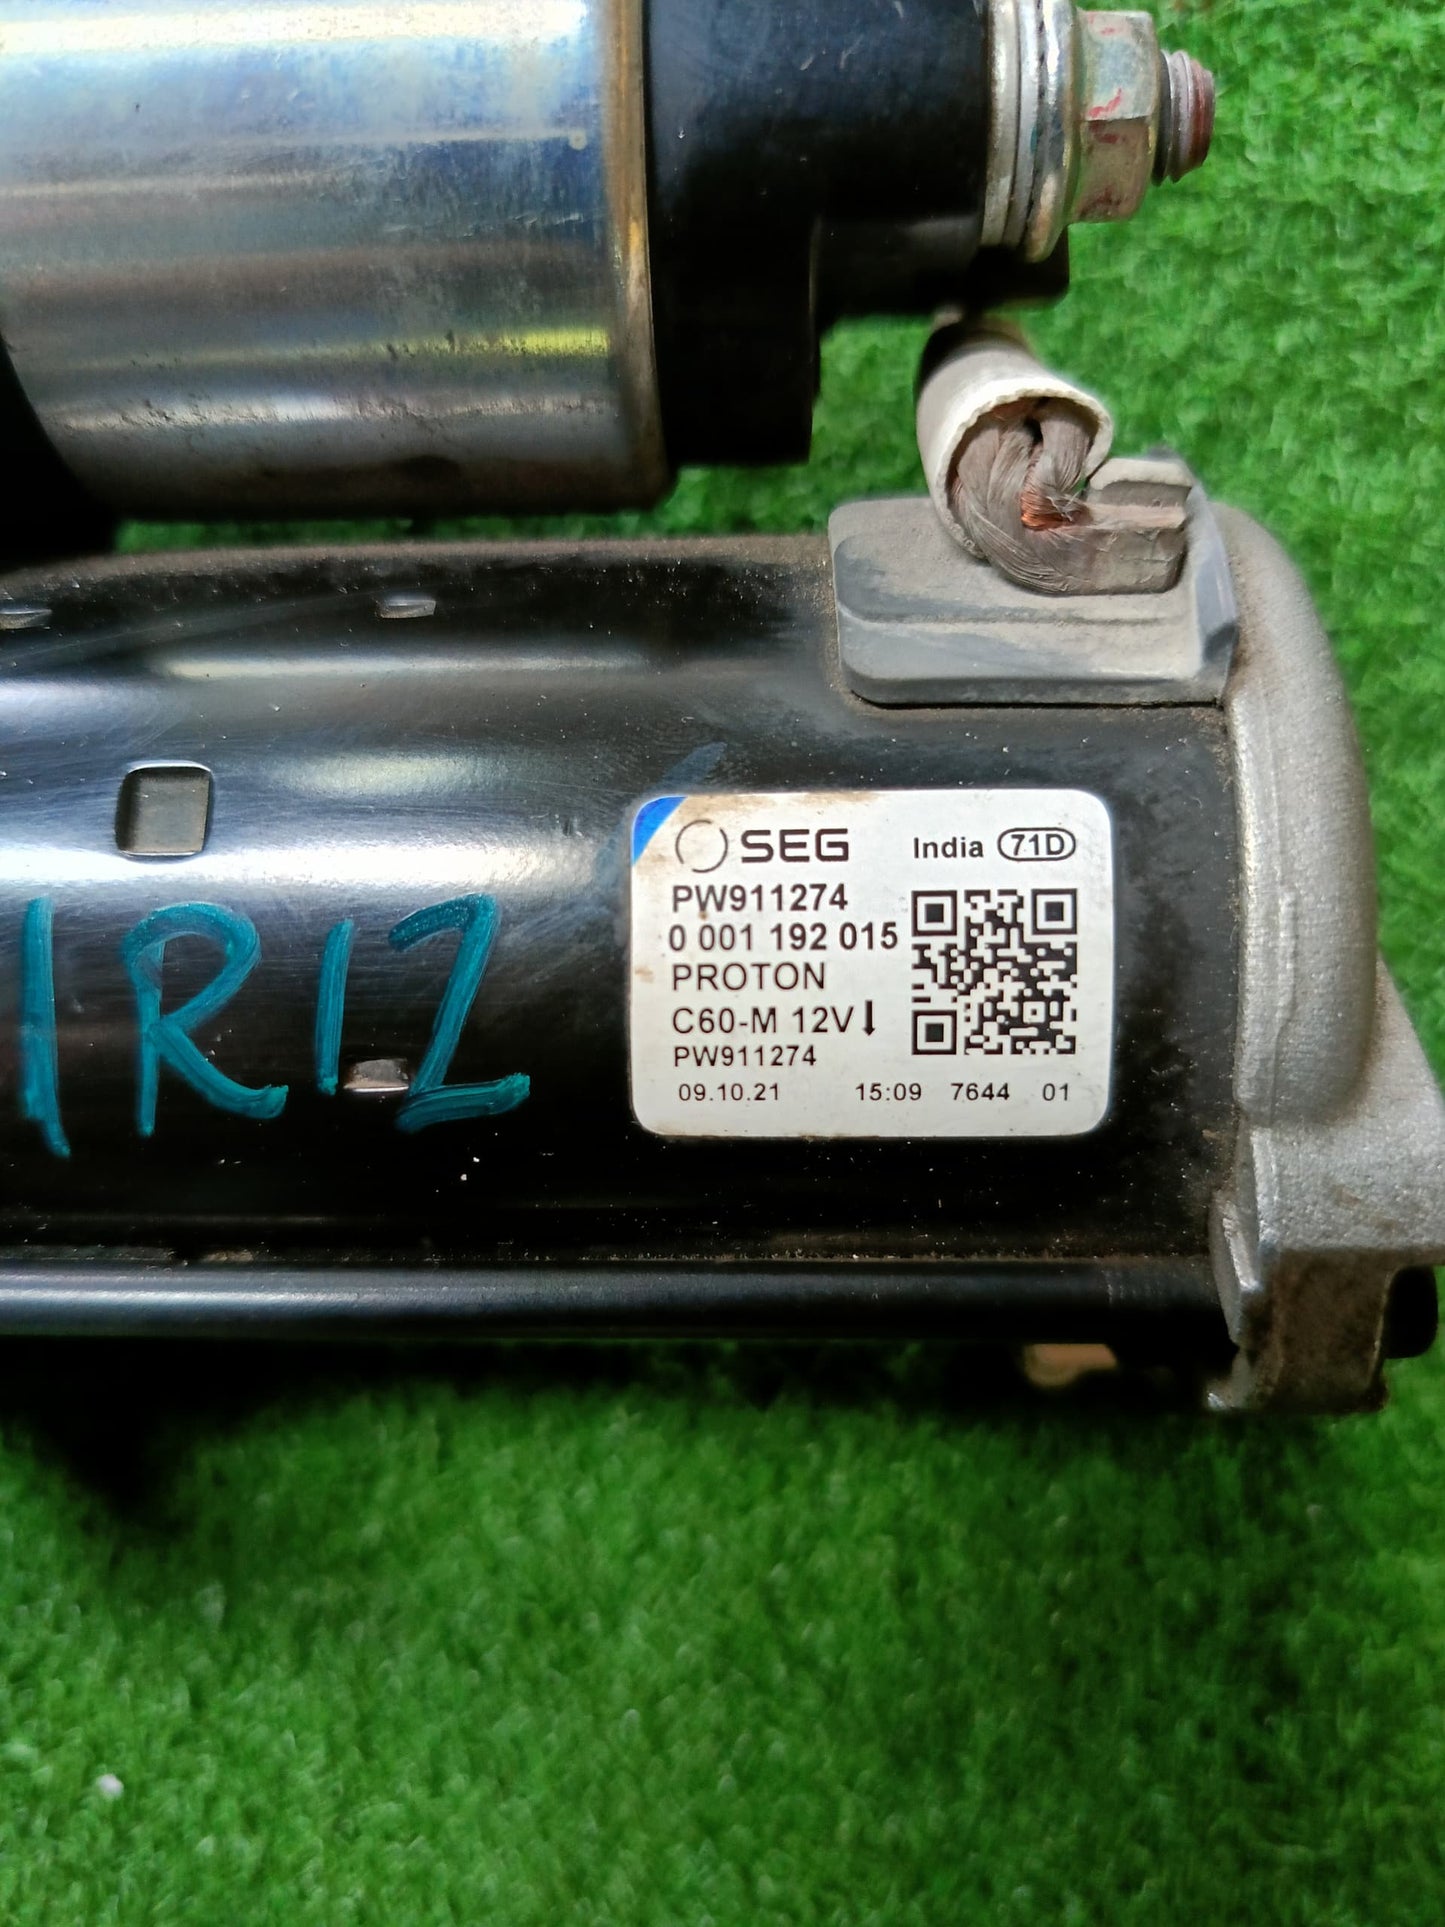 SEG India 71D
PW911274
0 001 192 015
PROTON
C60-M 12V
PW911274
09.10.21 15:09 7644 01
IRIZ